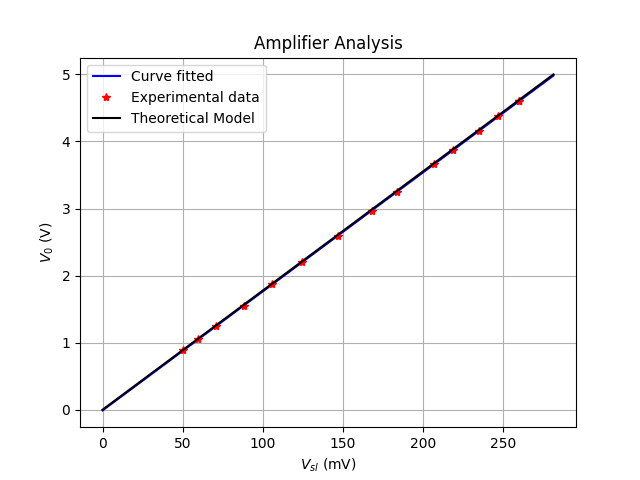 Amplifier Analysis
Curve fitted
Experimental data
Theoretical Model
5
4
3
2
1
0
V₀ (V)
0 50 100 150 200 250
Vₛₗ (mV)